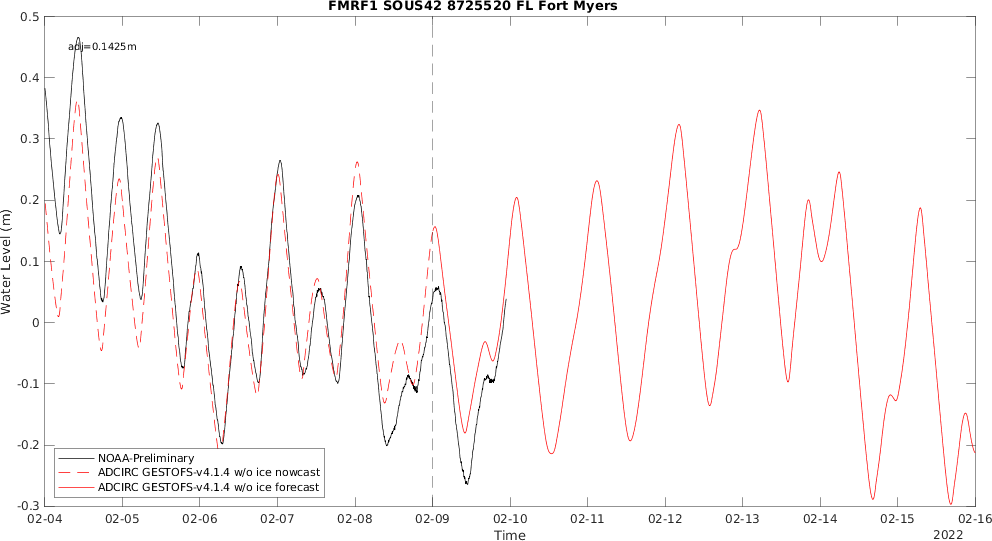 FMRF1 SOUS42 8725520 FL Fort Myers
adj=0.1425m
0.5
0.4
0.3
0.2
0.1
0
-0.1
-0.2
-0.3
Water Level (m)
NOAA-Preliminary
ADCIRC GESTOFS-v4.1.4 w/o ice nowcast
ADCIRC GESTOFS-v4.1.4 w/o ice forecast
02-04 02-05 02-06 02-07 02-08 02-09 02-10 02-11 02-12 02-13 02-14 02-15 02-16
Time
2022